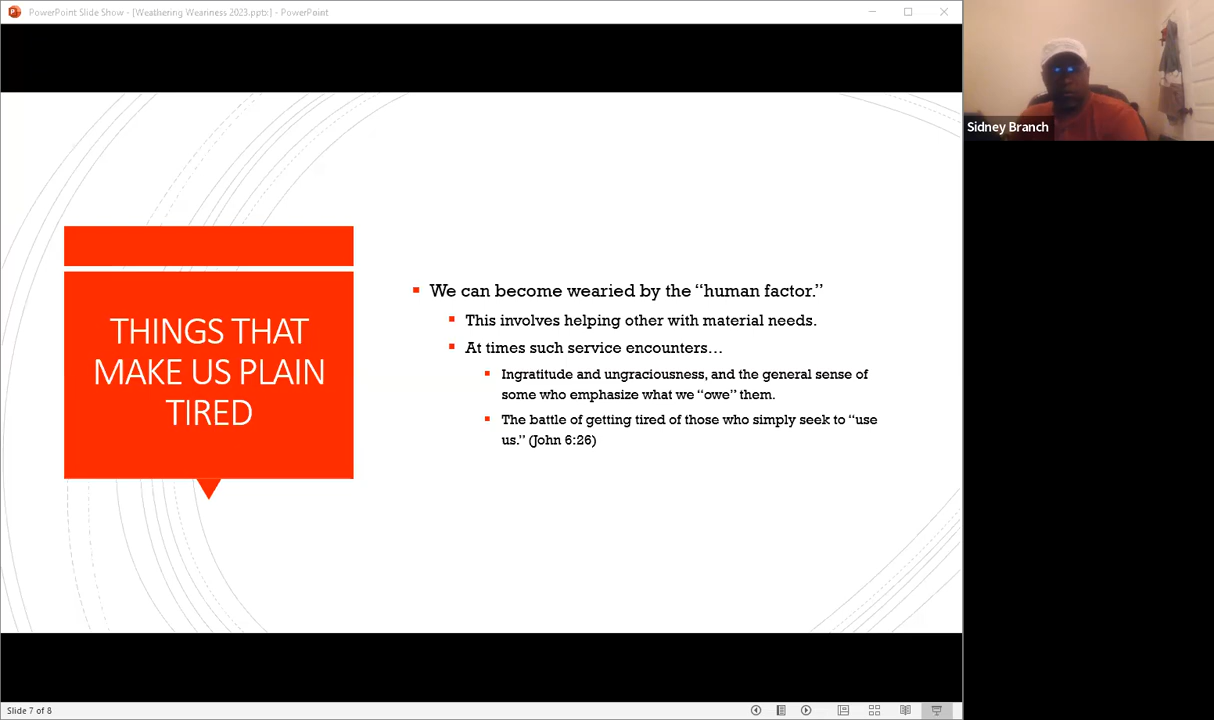 PowerPoint Slide Show - [Weathering Weariness 2023.pptx] - PowerPoint
Sidney Branch
THINGS THAT
MAKE US PLAIN
TIRED
We can become wearied by the “human factor.”
This involves helping other with material needs.
At times such service encounters…
Ingratitude and ungraciousness, and the general sense of
some who emphasize what we “owe” them.
The battle of getting tired of those who simply seek to “use
us.” (John 6:26)
Slide 7 of 8